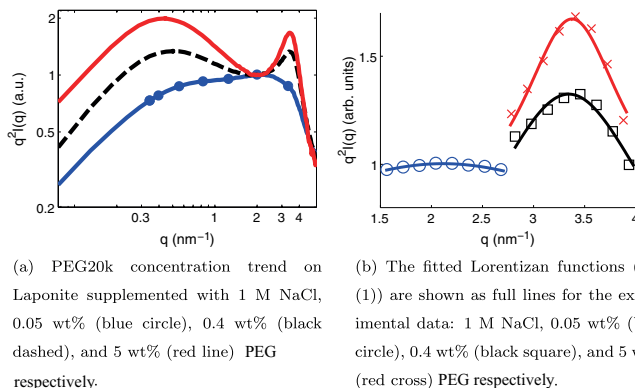 2
1
0.5
0.2
q²I(q) (a.u.)
0.3 1 2 3 4
q (nm⁻¹)
1.5
1
q²I(q) (arb. units)
1.5 2 2.5 3 3.5 4
q (nm⁻¹)
(a) PEG20k concentration trend on
Laponite supplemented with 1 M NaCl,
0.05 wt% (blue circle), 0.4 wt% (black
dashed), and 5 wt% (red line) PEG
respectively.
(b) The fitted Lorentizan functions (
(1)) are shown as full lines for the ex
imental data: 1 M NaCl, 0.05 wt% (
circle), 0.4 wt% (black square), and 5 w
(red cross) PEG respectively.